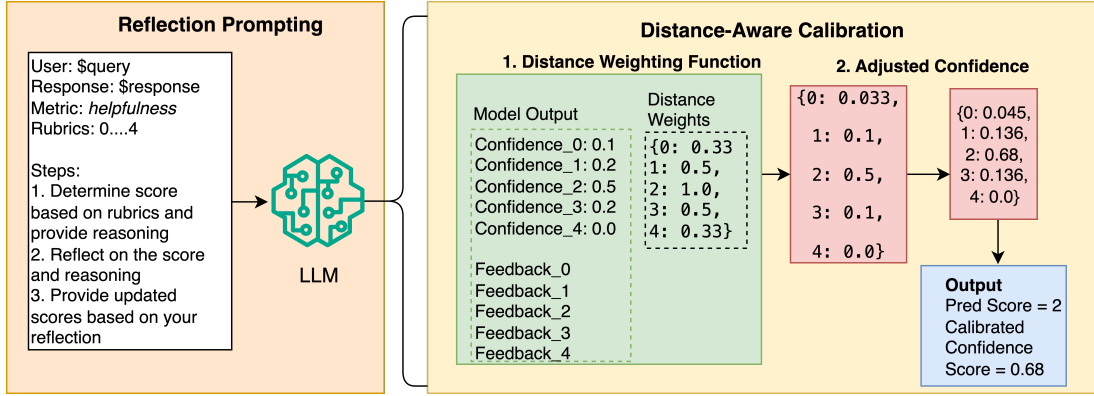 Reflection Prompting
User: $query
Response: $response
Metric: helpfulness
Rubrics: 0....4
Steps:
1. Determine score
based on rubrics and
provide reasoning
2. Reflect on the score
and reasoning
3. Provide updated
scores based on your
reflection
LLM
Distance-Aware Calibration
1. Distance Weighting Function
Model Output
Confidence_0: 0.1
Confidence_1: 0.2
Confidence_2: 0.5
Confidence_3: 0.2
Confidence_4: 0.0
Feedback_0
Feedback_1
Feedback_2
Feedback_3
Feedback_4
Distance
Weights
{0: 0.33
1: 0.5,
2: 1.0,
3: 0.5,
4: 0.33}
2. Adjusted Confidence
{0: 0.033,
1: 0.1,
2: 0.5,
3: 0.1,
4: 0.0}
{0: 0.045,
1: 0.136,
2: 0.68,
3: 0.136,
4: 0.0}
Output
Pred Score = 2
Calibrated
Confidence
Score = 0.68